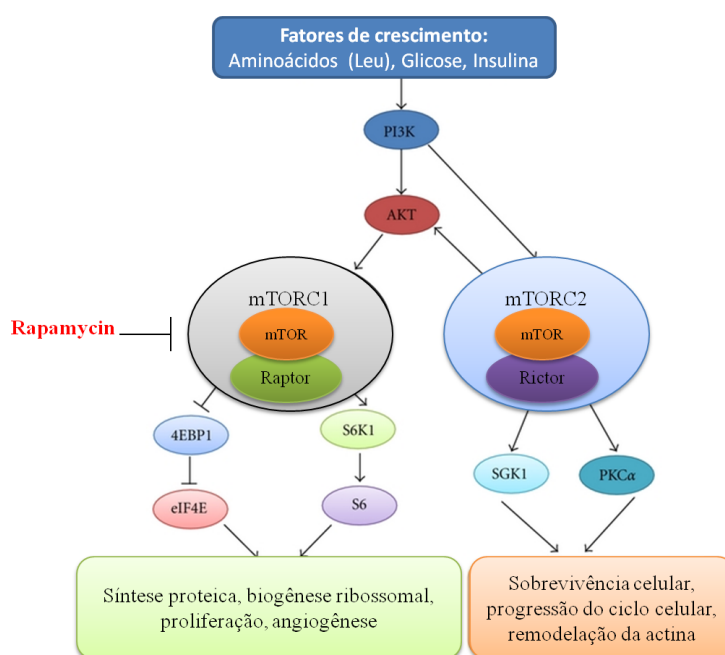 Fatores de crescimento:
Aminoácidos (Leu), Glicose, Insulina
PI3K
AKT
mTORC1
mTOR
Raptor
mTORC2
mTOR
Rictor
Rapamycin
4EBP1
S6K1
eIF4E
S6
SGK1
PKCα
Síntese proteica, biogênese ribossomal,
proliferação, angiogênese
Sobrevivência celular,
progressão do ciclo celular,
remodelação da actina